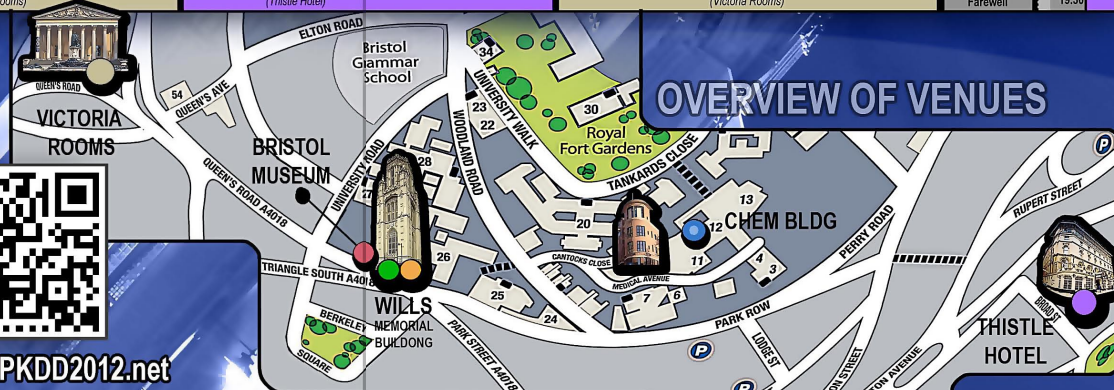 (Thistle Hotel)
(Victoria Rooms)
Farewell
19:30
OVERVIEW OF VENUES
ELTON ROAD
Bristol
Grammar
School
34
QUEEN'S ROAD
VICTORIA
ROOMS
54
QUEEN'S AVE
UNIVERSITY WALK
23
22
WOODLAND ROAD
30
Royal
Fort Gardens
TANKARDS CLOSE
P
RUPERT STREET
BRISTOL
MUSEUM
UNIVERSITY ROAD
28
QUEEN'S ROAD A4018
13
12 CHEM BLDG
20
PERRY ROAD
26
CANTOCKS CLOSE
11
4
3
MEDICAL AVENUE
TRIANGLE SOUTH A4018
25
7
6
24
WILLS
MEMORIAL
BUILDONG
BERKELEY
SQUARE
PARK STREET A4018
PARK ROW
LODGE ST
P
P
BROAD ST
THISTLE
HOTEL
PKDD2012.net